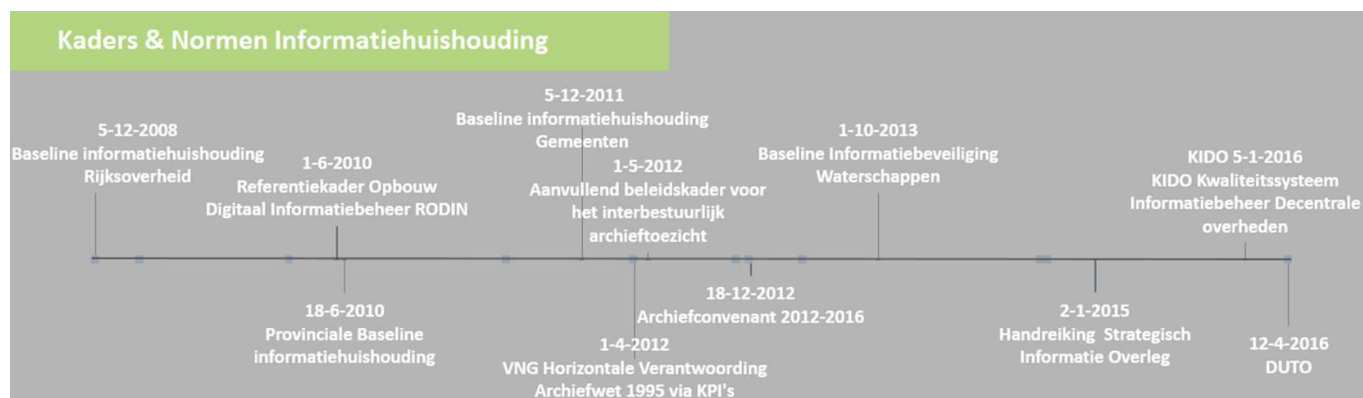 Kaders & Normen Informatiehuishouding
5-12-2008
Baseline informatiehuishouding
Rijksoverheid
1-6-2010
Referentiekader Opbouw
Digitaal Informatiebeheer RODIN
5-12-2011
Baseline informatiehuishouding
Gemeenten
1-5-2012
Aanvullend beleidskader voor
het interbestuurlijk
archieftoezicht
1-10-2013
Baseline Informatiebeveiliging
Waterschappen
KIDO 5-1-2016
KIDO Kwaliteitssysteem
Informatiebeheer Decentrale
overheden
18-6-2010
Provinciale Baseline
informatiehuishouding
1-4-2012
VNG Horizontale Verantwoording
Archiefwet 1995 via KPI's
18-12-2012
Archiefconvenant 2012-2016
2-1-2015
Handreiking Strategisch
Informatie Overleg
12-4-2016
DUTO